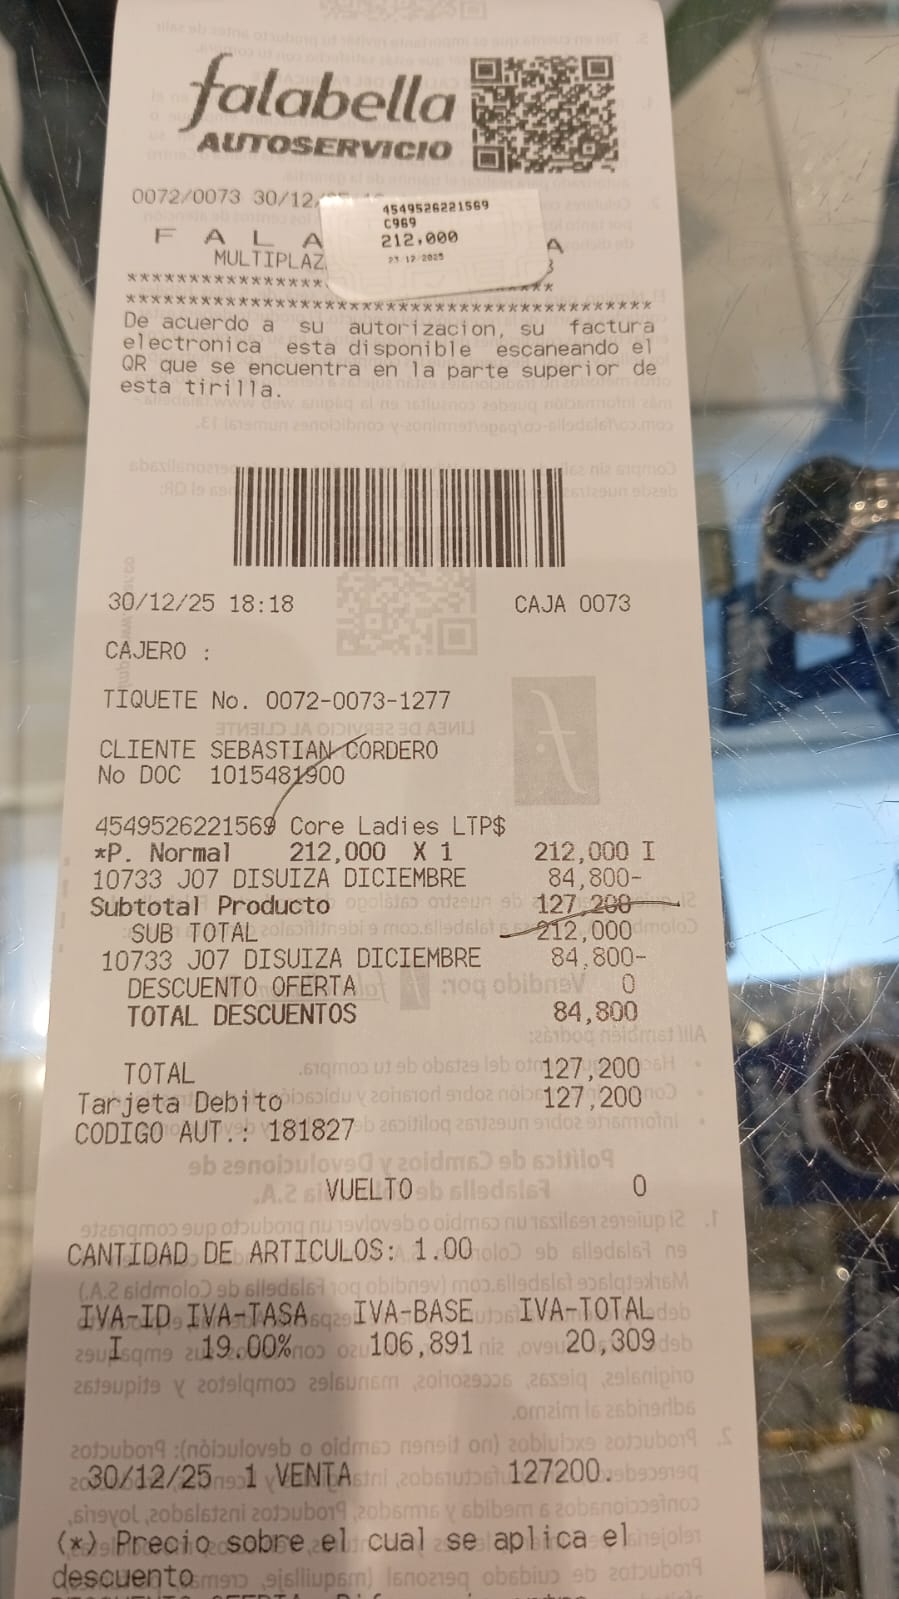 falabella
AUTOSERVICIO
0072/0073 30/12/
4549526221569
C969
212,000
23/12/2025
F A L A A
MULTIPLAZ
***************
****************************************
De acuerdo a su autorizacion, su factura
electronica esta disponible escaneando el
QR que se encuentra en la parte superior de
esta tirilla.
30/12/25 18:18 CAJA 0073
CAJERO :
TIQUETE No. 0072-0073-1277
CLIENTE SEBASTIAN CORDERO
No DOC 1015481900
4549526221569 Core Ladies LTP$
*P. Normal 212,000 X 1 212,000 I
10733 J07 DISUIZA DICIEMBRE 84,800-
Subtotal Producto 127,200
SUB TOTAL 212,000
10733 J07 DISUIZA DICIEMBRE 84,800-
DESCUENTO OFERTA 0
TOTAL DESCUENTOS 84,800
TOTAL 127,200
Tarjeta Debito 127,200
CODIGO AUT.: 181827
VUELTO 0
CANTIDAD DE ARTICULOS: 1.00
IVA-ID IVA-TASA IVA-BASE IVA-TOTAL
I 19.00% 106,891 20,309
30/12/25 1 VENTA 127200.
(*) Precio sobre el cual se aplica el
descuento